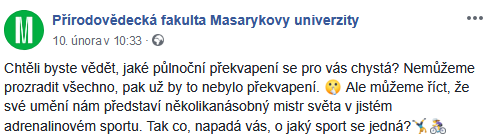 M
Přírodovědecká fakulta Masarykovy univerzity
10. února v 10:33 ·
Chtěli byste vědět, jaké půlnoční překvapení se pro vás chystá? Nemůžeme
prozradit všechno, pak už by to nebylo překvapení. 🤫 Ale můžeme říct, že
své umění nám představí několikanásobný mistr světa v jistém
adrenalinovém sportu. Tak co, napadá vás, o jaký sport se jedná?🤸🚴